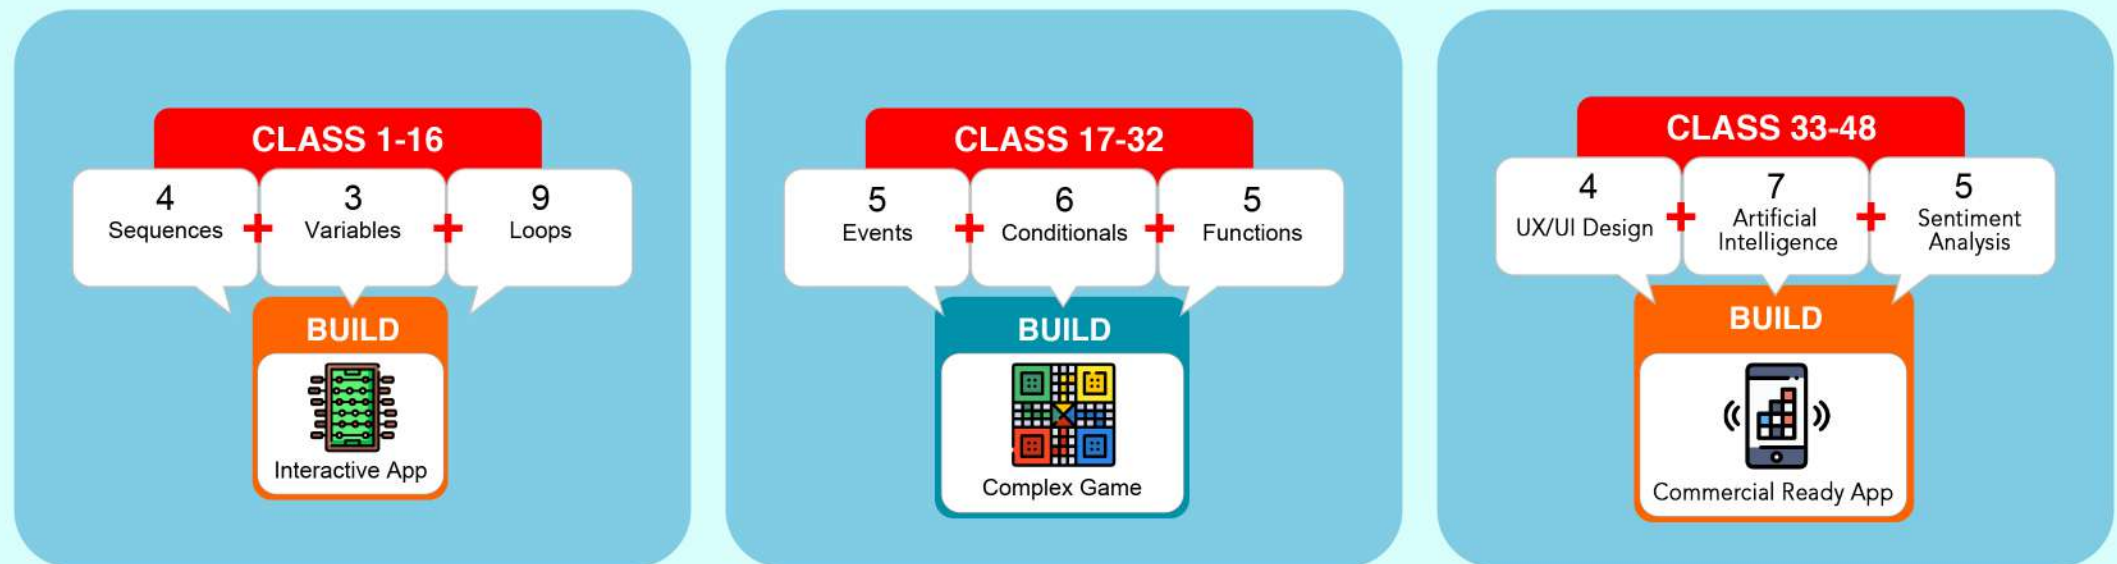 CLASS 1-16
4
Sequences
+
3
Variables
+
9
Loops
BUILD
Interactive App
CLASS 17-32
5
Events
+
6
Conditionals
+
5
Functions
BUILD
Complex Game
CLASS 33-48
4
UX/UI Design
+
7
Artificial
Intelligence
+
5
Sentiment
Analysis
BUILD
Commercial Ready App